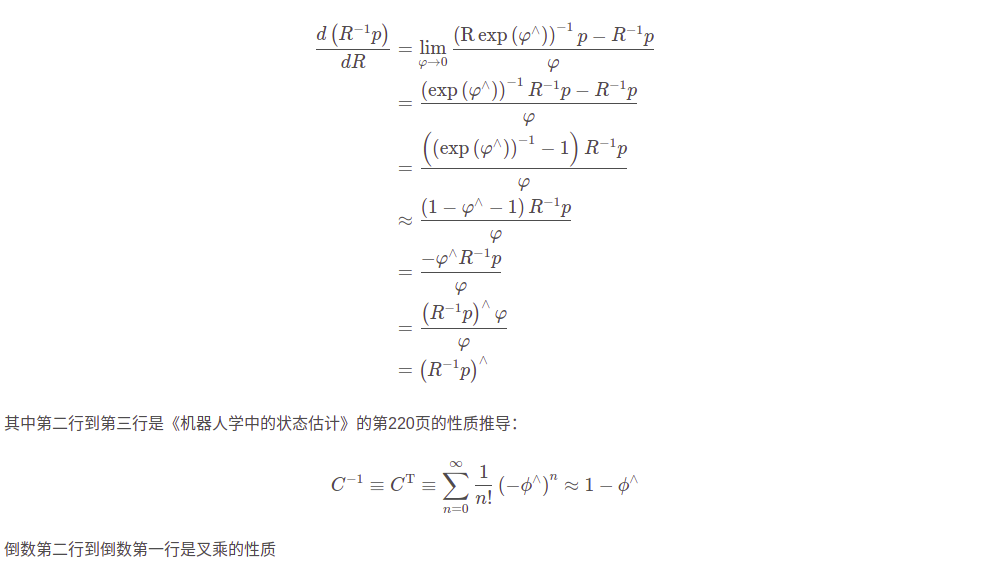 \frac{d\left(R^{-1}p\right)}{dR} = \lim_{\varphi\to 0} \frac{\left(\mathrm{R}\exp\left(\varphi^{\wedge}\right)\right)^{-1}p - R^{-1}p}{\varphi}
= \frac{\left(\exp\left(\varphi^{\wedge}\right)\right)^{-1}R^{-1}p - R^{-1}p}{\varphi}
= \frac{\left(\left(\exp\left(\varphi^{\wedge}\right)\right)^{-1} - 1\right)R^{-1}p}{\varphi}
\approx \frac{\left(1 - \varphi^{\wedge} - 1\right)R^{-1}p}{\varphi}
= \frac{-\varphi^{\wedge}R^{-1}p}{\varphi}
= \frac{\left(R^{-1}p\right)^{\wedge}\varphi}{\varphi}
= \left(R^{-1}p\right)^{\wedge}
其中第二行到第三行是《机器人学中的状态估计》的第220页的性质推导：
C^{-1} \equiv C^{\mathrm{T}} \equiv \sum_{n=0}^{\infty} \frac{1}{n!}\left(-\phi^{\wedge}\right)^{n} \approx 1 - \phi^{\wedge}
倒数第二行到倒数第一行是叉乘的性质